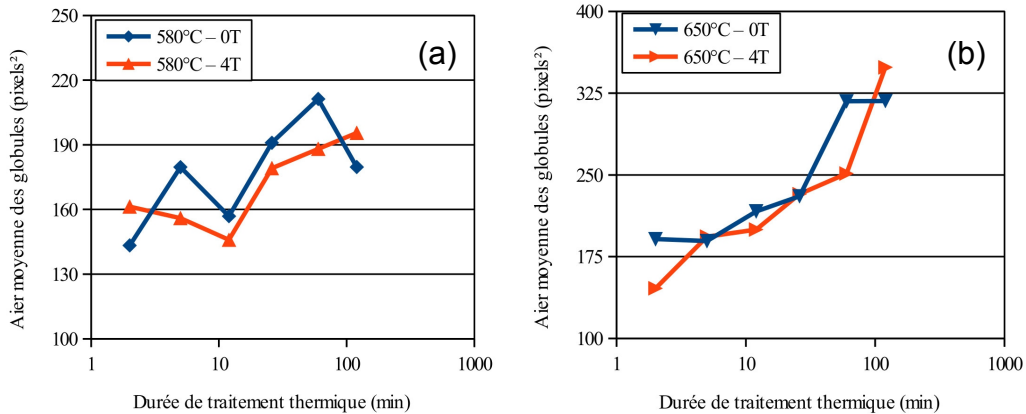 250
220
190
160
130
100
1
10
100
1000
580°C – 0T
580°C – 4T
(a)
Aier moyenne des globules (pixels²)
Durée de traitement thermique (min)
400
325
250
175
100
1
10
100
1000
650°C – 0T
650°C – 4T
(b)
Aier moyenne des globules (pixels²)
Durée de traitement thermique (min)